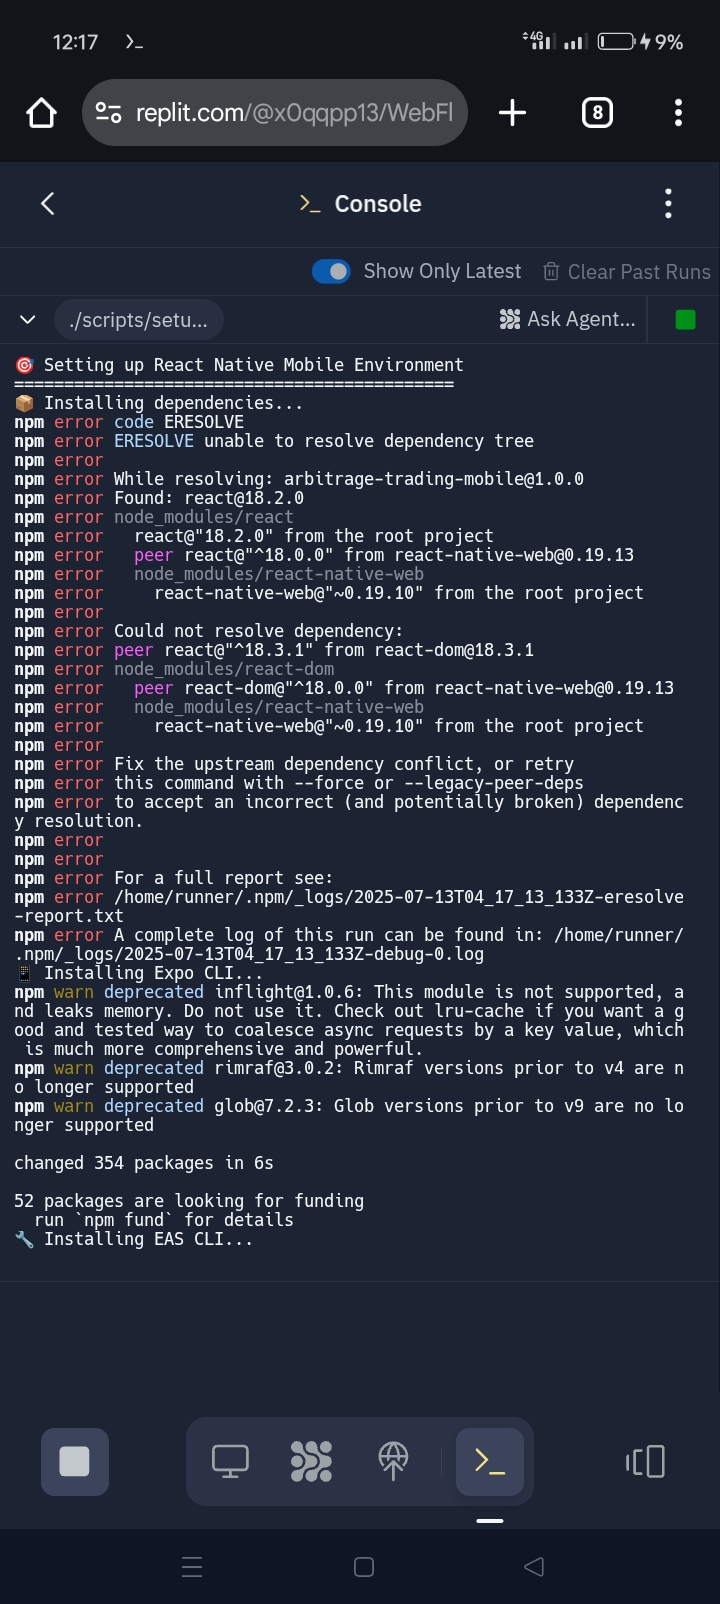 12:17
4G
9%
replit.com/@x0qqpp13/WebFl
8
Console
Show Only Latest
Clear Past Runs
./scripts/setu...
Ask Agent...
🎯 Setting up React Native Mobile Environment
============================================
📦 Installing dependencies...
npm error code ERESOLVE
npm error ERESOLVE unable to resolve dependency tree
npm error
npm error While resolving: arbitrage-trading-mobile@1.0.0
npm error Found: react@18.2.0
npm error node_modules/react
npm error   react@"18.2.0" from the root project
npm error   peer react@"^18.0.0" from react-native-web@0.19.13
npm error   node_modules/react-native-web
npm error     react-native-web@"~0.19.10" from the root project
npm error
npm error Could not resolve dependency:
npm error peer react@"^18.3.1" from react-dom@18.3.1
npm error node_modules/react-dom
npm error   peer react-dom@"^18.0.0" from react-native-web@0.19.13
npm error   node_modules/react-native-web
npm error     react-native-web@"~0.19.10" from the root project
npm error
npm error Fix the upstream dependency conflict, or retry
npm error this command with --force or --legacy-peer-deps
npm error to accept an incorrect (and potentially broken) dependenc
y resolution.
npm error
npm error
npm error For a full report see:
npm error /home/runner/.npm/_logs/2025-07-13T04_17_13_133Z-eresolve
-report.txt
npm error A complete log of this run can be found in: /home/runner/
.npm/_logs/2025-07-13T04_17_13_133Z-debug-0.log
📱 Installing Expo CLI...
npm warn deprecated inflight@1.0.6: This module is not supported, a
nd leaks memory. Do not use it. Check out lru-cache if you want a g
ood and tested way to coalesce async requests by a key value, which
 is much more comprehensive and powerful.
npm warn deprecated rimraf@3.0.2: Rimraf versions prior to v4 are n
o longer supported
npm warn deprecated glob@7.2.3: Glob versions prior to v9 are no lo
nger supported
changed 354 packages in 6s
52 packages are looking for funding
  run `npm fund` for details
🔧 Installing EAS CLI...